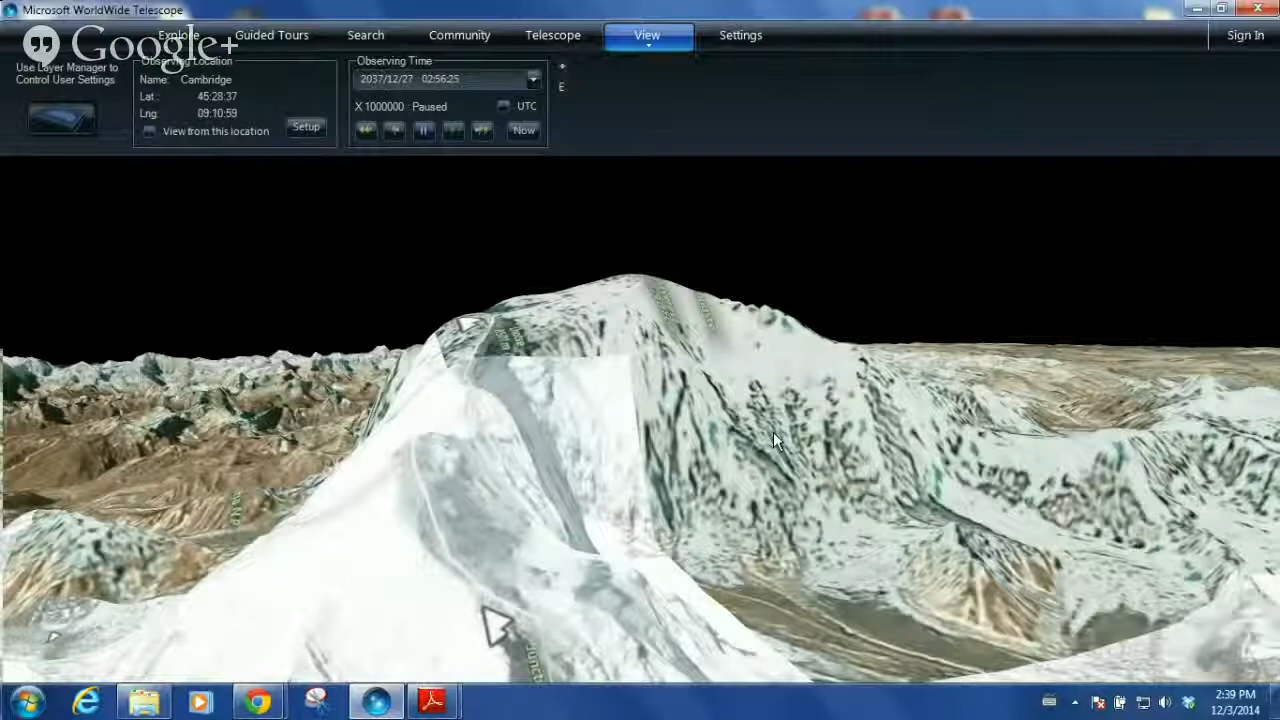 Microsoft WorldWide Telescope
Google+
Explore
Guided Tours
Search
Community
Telescope
View
Settings
Sign In
Use Layer Manager to
Control User Settings
Observing Location
Name: Cambridge
Lat : 45:28:37
Lng: 09:10:59
View from this location
Setup
Observing Time
2037/12/27 02:56:25
X 1000000 : Paused
UTC
Now
E
2:39 PM
12/3/2014